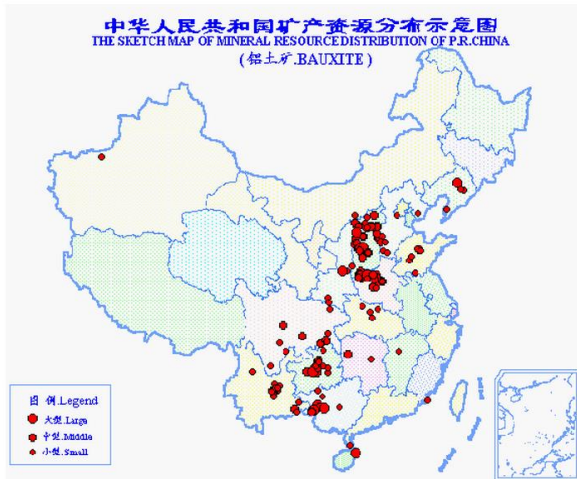 中华人民共和国矿产资源分布示意图
THE SKETCH MAP OF MINERAL RESOURCE DISTRIBUTION OF P.R.CHINA
(铝土矿.BAUXITE)
图 例.Legend
大型.Large
中型.Middle
小型.Small